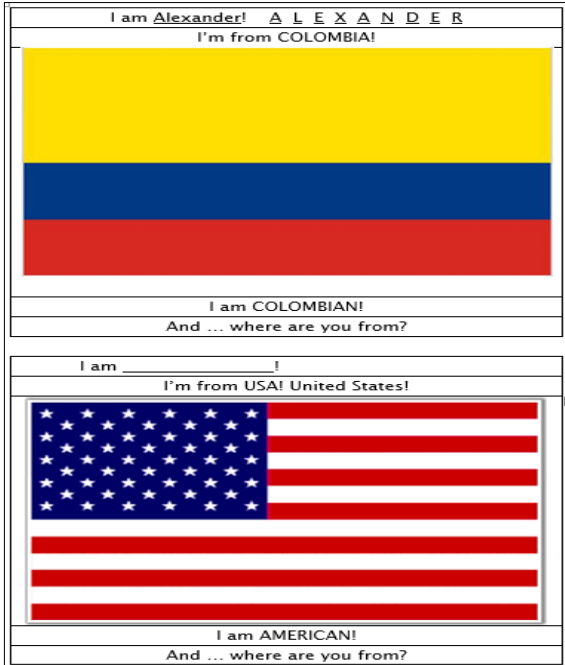 I am Alexander! A L E X A N D E R
I'm from COLOMBIA!
I am COLOMBIAN!
And ... where are you from?
I am _______________!
I'm from USA! United States!
I am AMERICAN!
And ... where are you from?